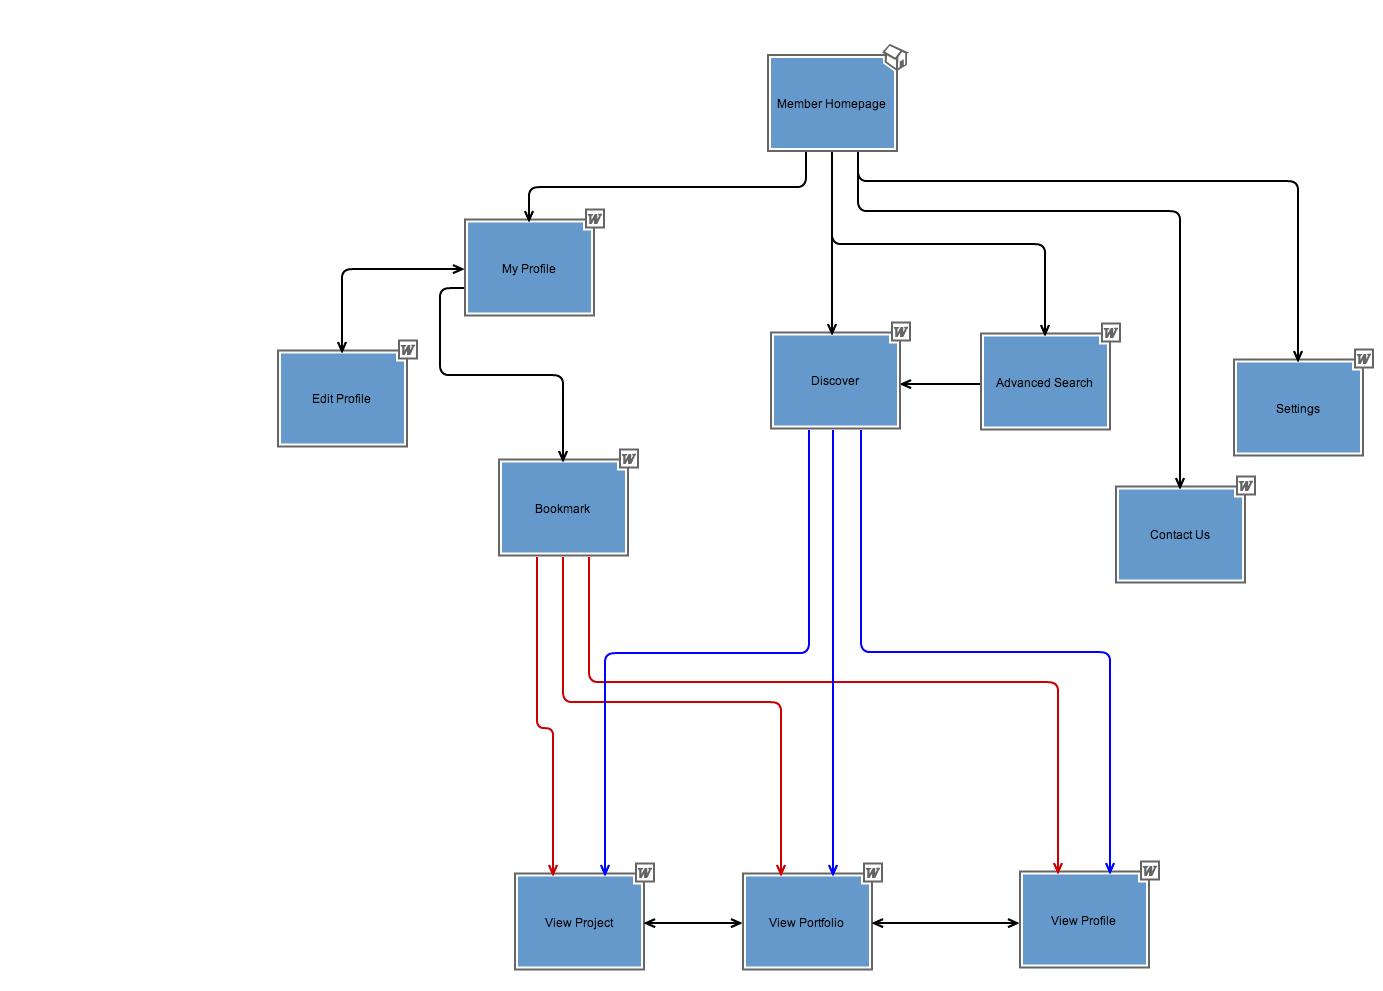 Member Homepage
W
My Profile
W
Discover
W
Advanced Search
W
Edit Profile
W
Settings
W
Bookmark
W
Contact Us
W
View Project
W
View Portfolio
W
View Profile
W